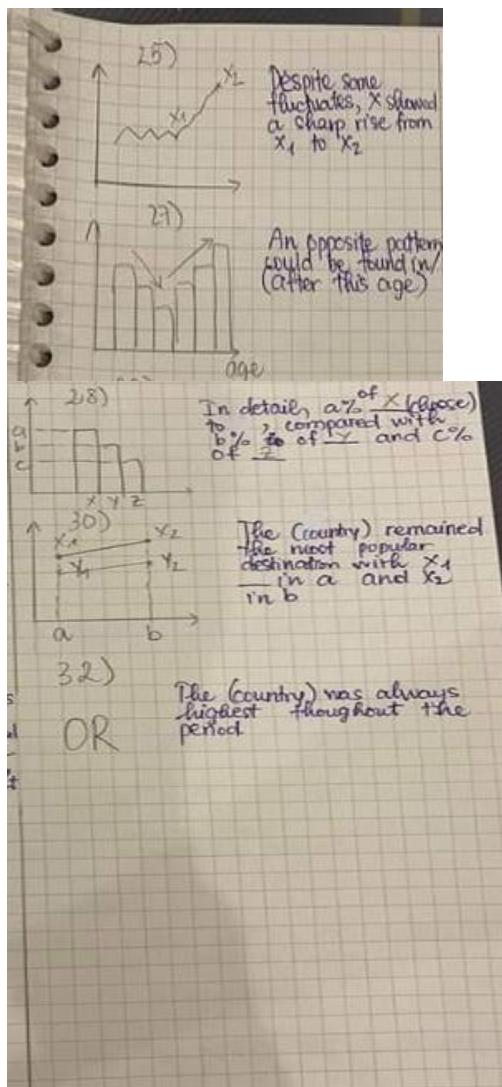 25)
x₂
x₁
Despite some
fluctuates, x showed
a sharp rise from
x₁ to x₂
27)
An opposite pattern
could be found in/
(after this age)
age
28)
a
b
c
x y z
In detail, a% of x (choose)
to , compared with
b% to of y and c%
of z
30)
x₁ x₂
y₁ y₂
a b
The (country) remained
the most popular
destination with x₁
in a and x₂
in b
32)
OR
The (country) was always
highest thoughout the
period